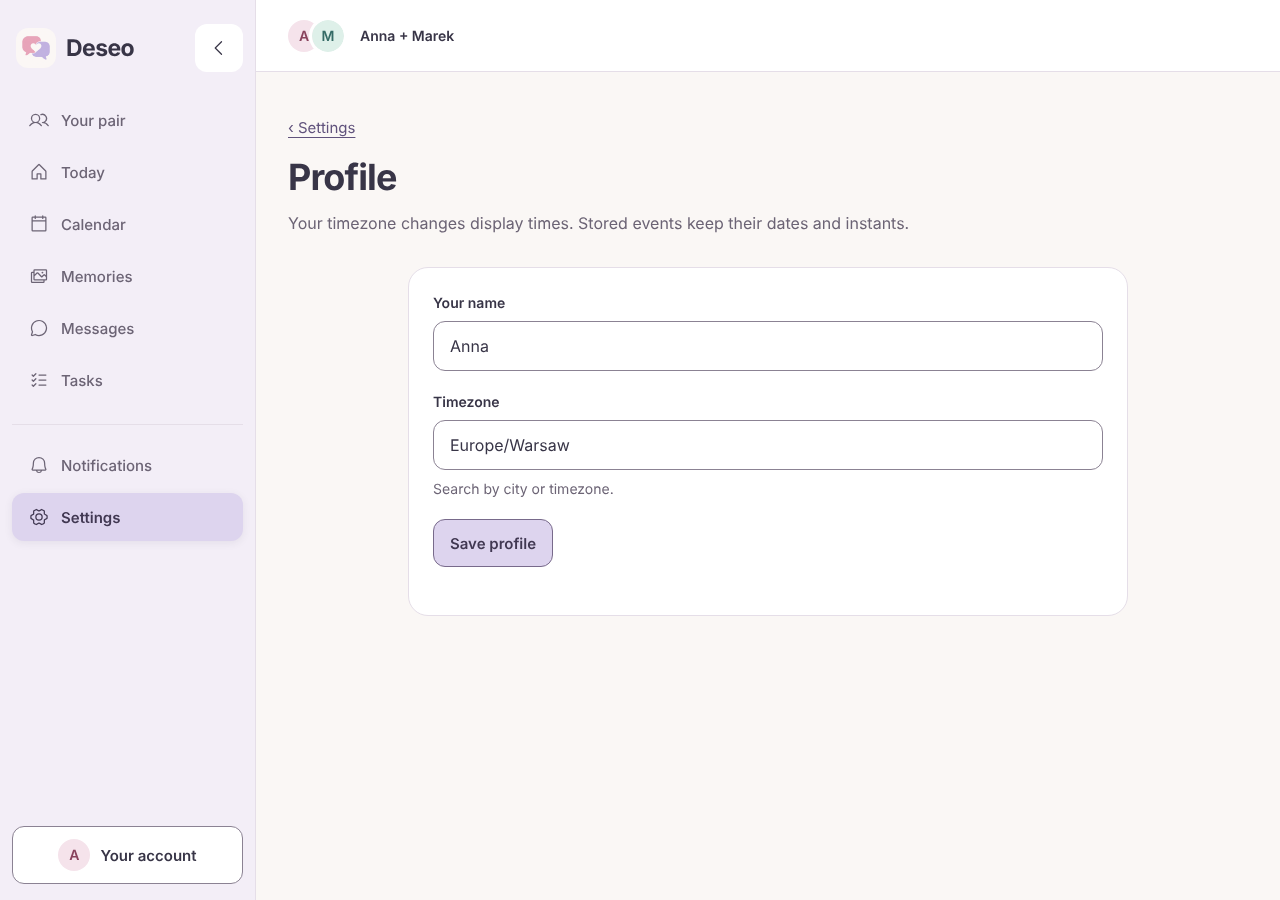 Deseo
Your pair
Today
Calendar
Memories
Messages
Tasks
Notifications
Settings
A Your account
A M Anna + Marek
‹ Settings
Profile
Your timezone changes display times. Stored events keep their dates and instants.
Your name
Anna
Timezone
Europe/Warsaw
Search by city or timezone.
Save profile